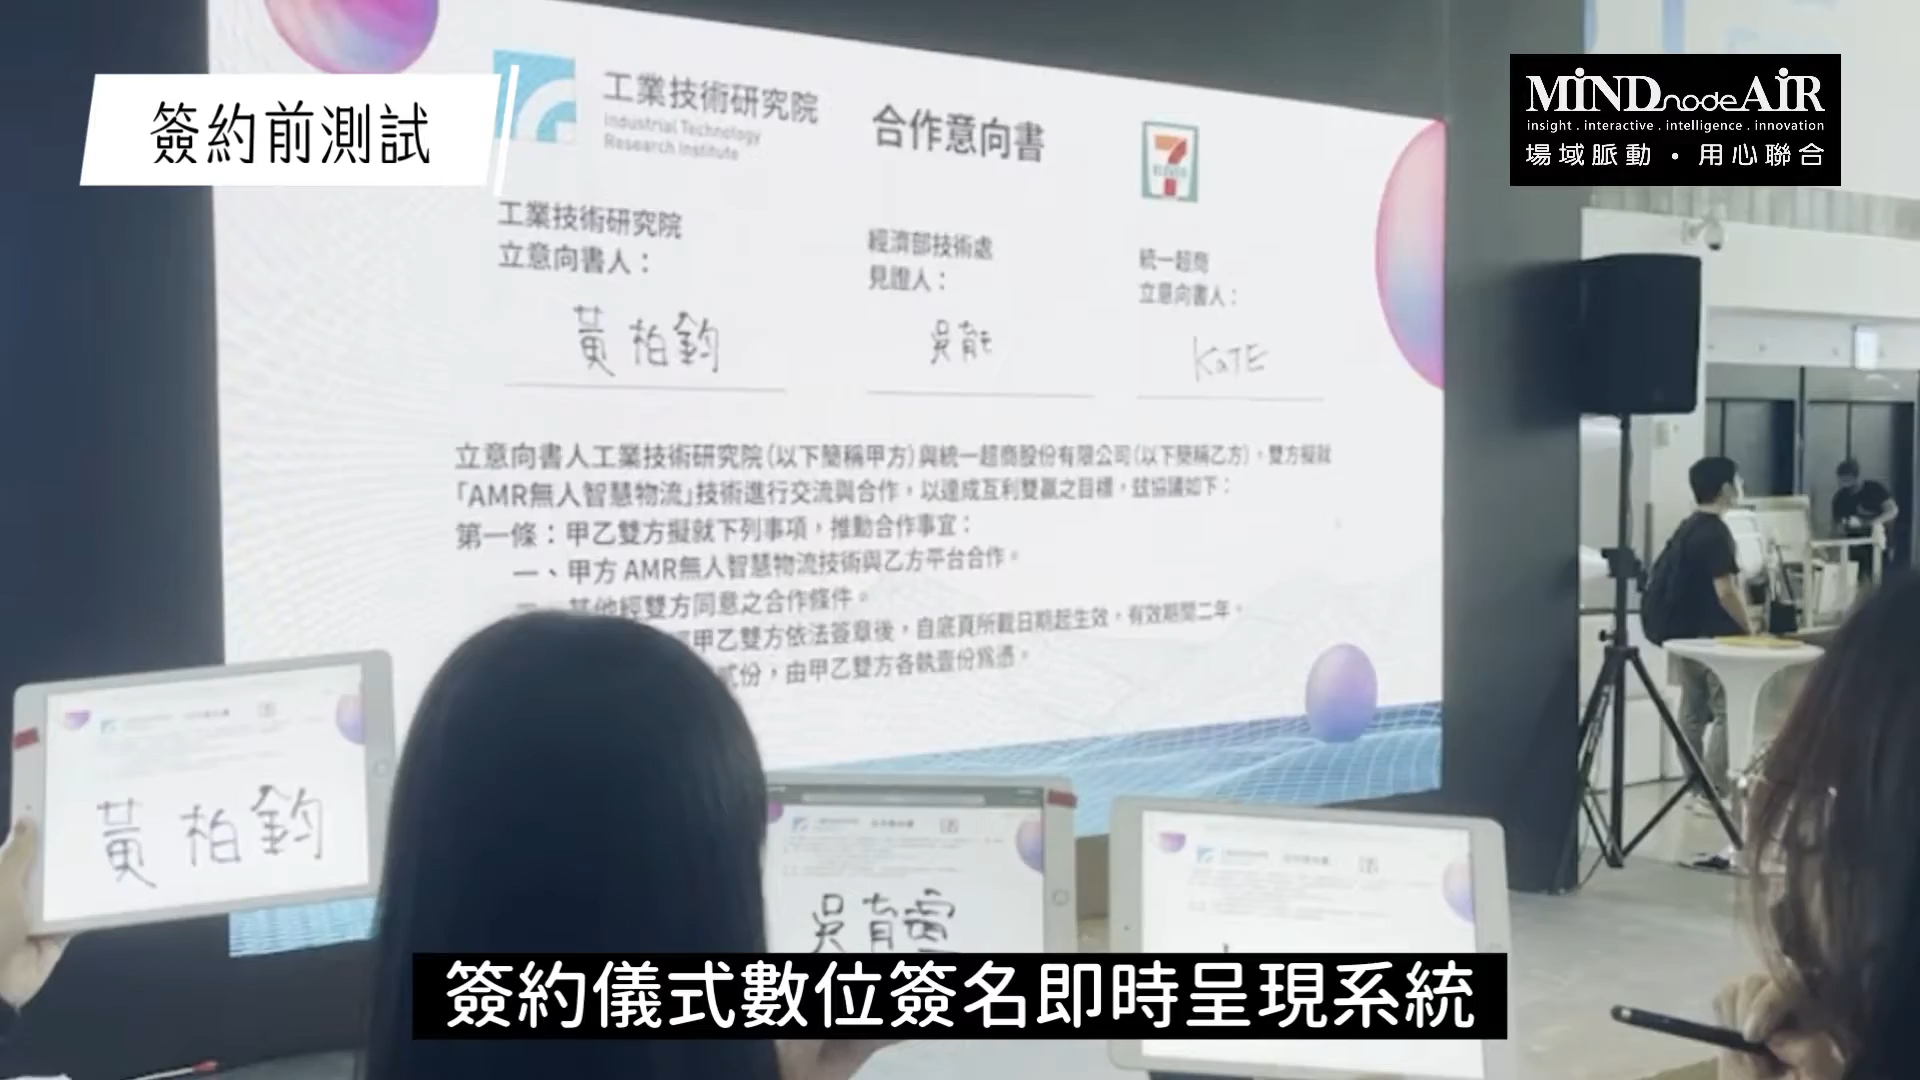 簽約前測試
MiNDnodeAiR
insight . interactive . intelligence . innovation
場域脈動 • 用心聯合
工業技術研究院
Industrial Technology
Research Institute
合作意向書
7
ELEVEN
工業技術研究院
立意向書人：
經濟部技術處
見證人：
統一超商
立意向書人：
黃柏鈞
吳育
KaTE
立意向書人工業技術研究院(以下簡稱甲方)與統一超商股份有限公司(以下簡稱乙方)，雙方擬就
「AMR無人智慧物流」技術進行交流與合作，以達成互利雙贏之目標，玆協議如下：
第一條：甲乙雙方擬就下列事項，推動合作事宜：
一、甲方 AMR無人智慧物流技術與乙方平台合作。
其他經雙方同意之合作條件。
甲乙雙方依法簽章後，自底頁所載日期起生效，有效期間二年。
貳份，由甲乙雙方各執壹份為憑。
黃柏鈞
吳育雯
簽約儀式數位簽名即時呈現系統